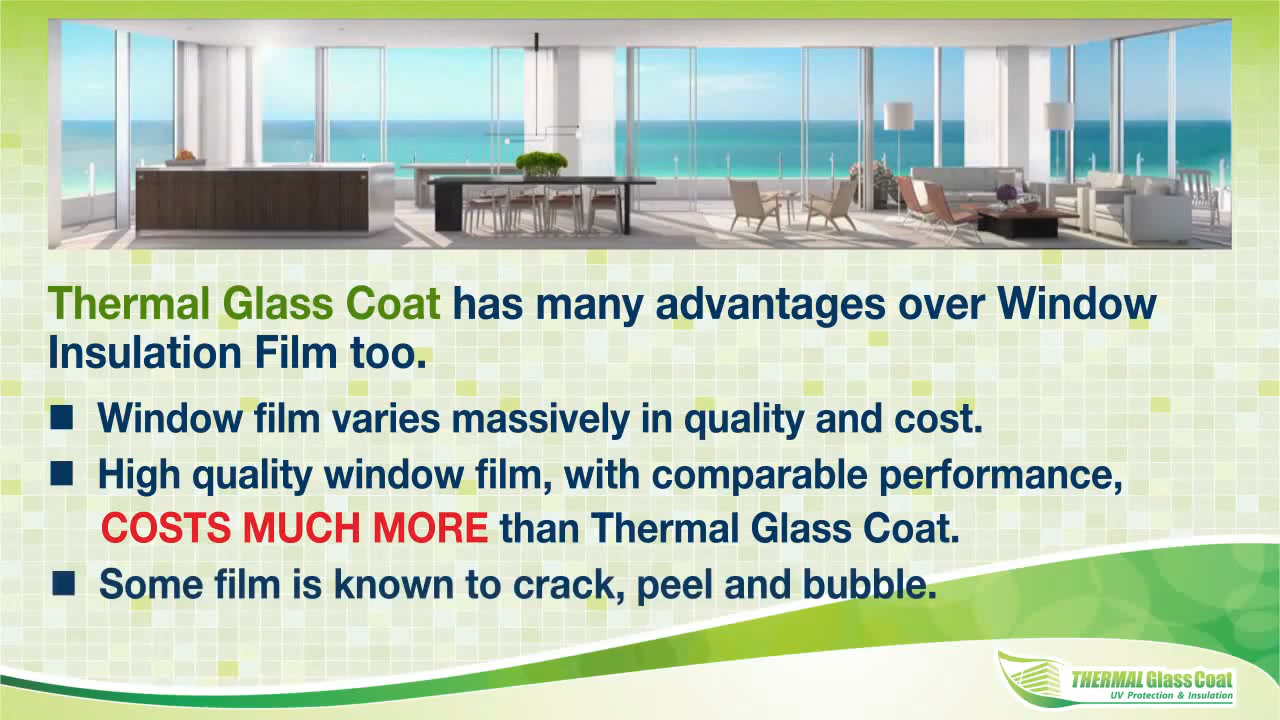 Thermal Glass Coat has many advantages over Window
Insulation Film too.
■ Window film varies massively in quality and cost.
■ High quality window film, with comparable performance,
COSTS MUCH MORE than Thermal Glass Coat.
■ Some film is known to crack, peel and bubble.
THERMAL Glass Coat
UV Protection & Insulation